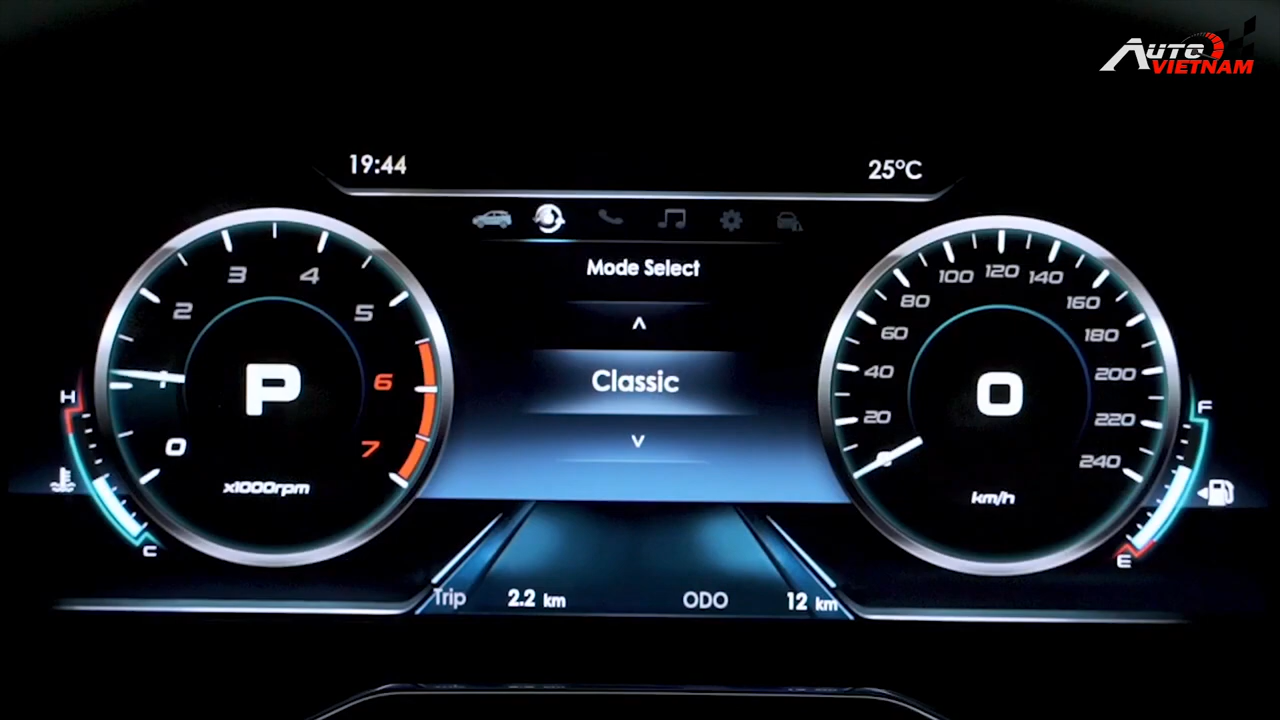 AUTO
VIETNAM
19:44
25°C
Mode Select
Classic
P
0
2
3
4
5
6
7
x1000rpm
H
C
0
20
40
60
80
100
120
140
160
180
200
220
240
km/h
F
E
Trip 2.2 km
ODO 12 km